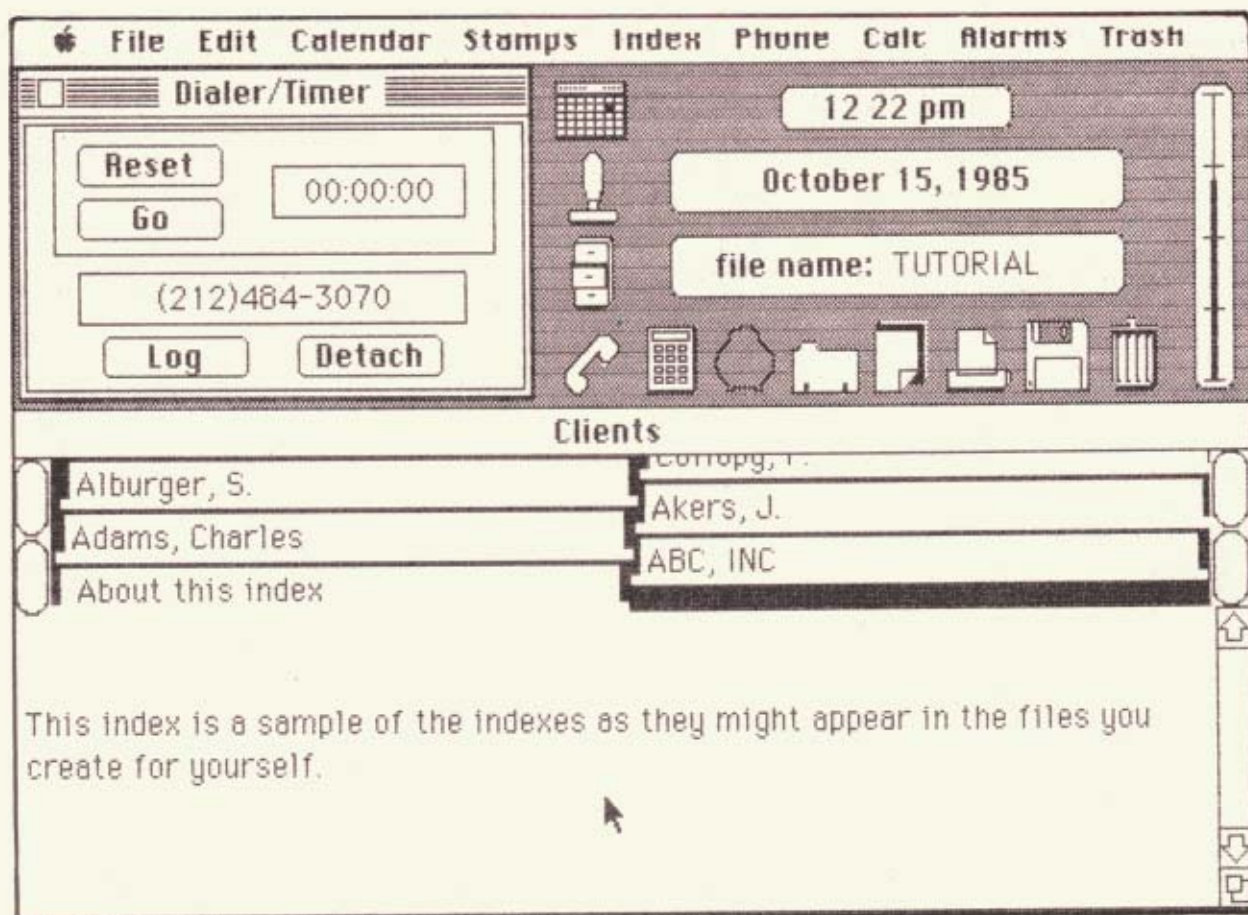 File Edit Calendar Stamps Index Phone Calc Alarms Trash
Dialer/Timer
Reset
00:00:00
Go
(212)484-3070
Log Detach
12 22 pm
October 15, 1985
file name: TUTORIAL
Clients
Alburger, S.
Akers, J.
Adams, Charles
ABC, INC
About this index
This index is a sample of the indexes as they might appear in the files you
create for yourself.